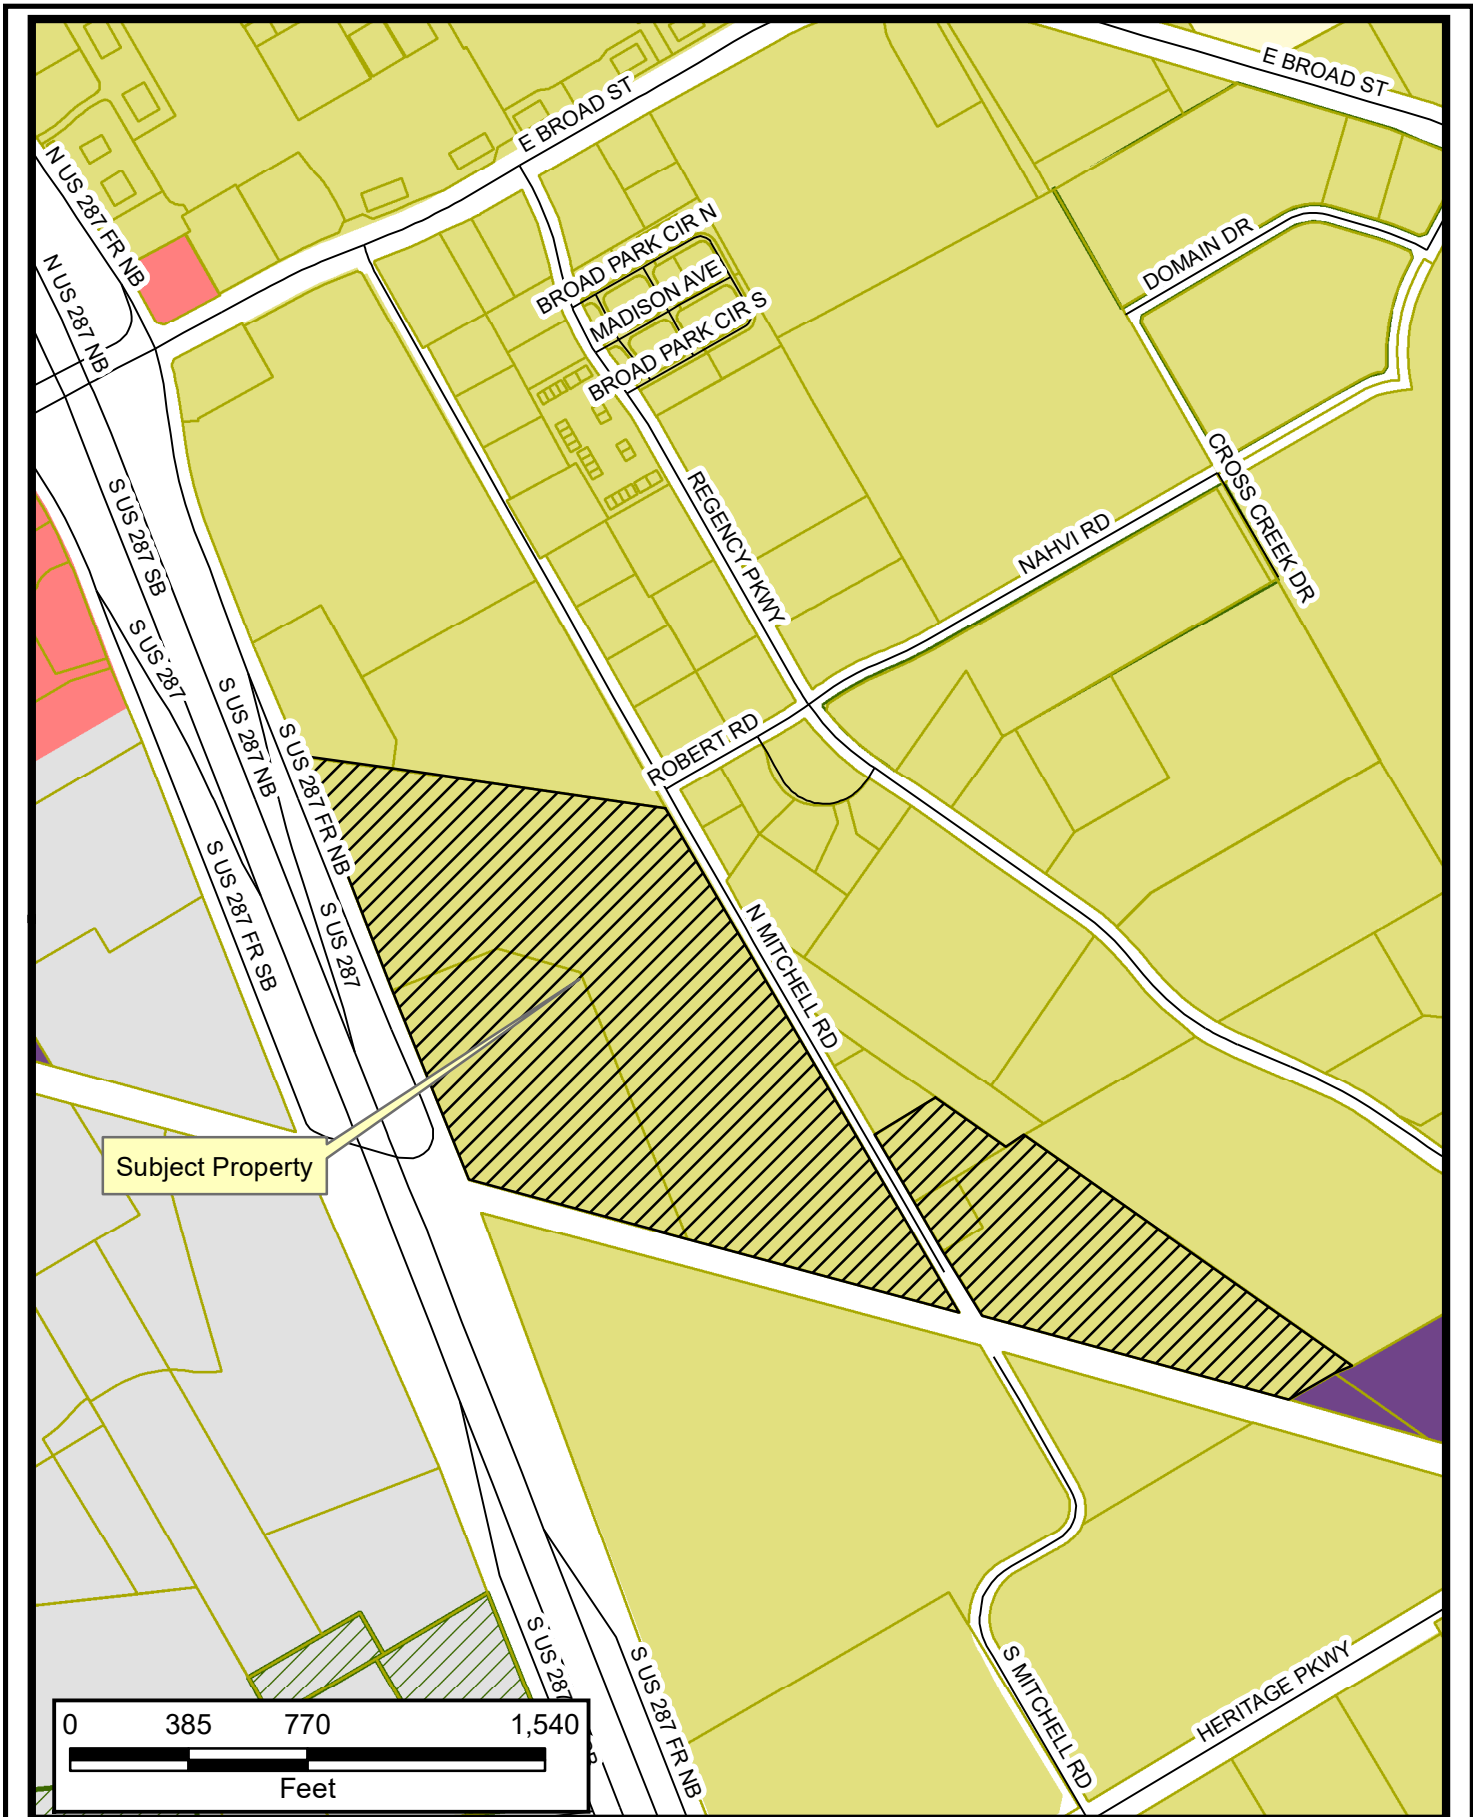 E BROAD ST
E BROAD ST
N US 287 FR NB
BROAD PARK CIR N
DOMAIN DR
N US 287 NB
MADISON AVE
BROAD PARK CIR S
CROSS CREEK DR
S US 287 SB
REGENCY PKWY
NAHVI RD
S US 287
S US 287 NB
S US 287 FR NB
ROBERT RD
S US 287 FR SB
S US 287
N MITCHELL RD
Subject Property
S US 287
S US 287 FR NB
S MITCHELL RD
HERITAGE PKWY
0 385 770 1,540
Feet